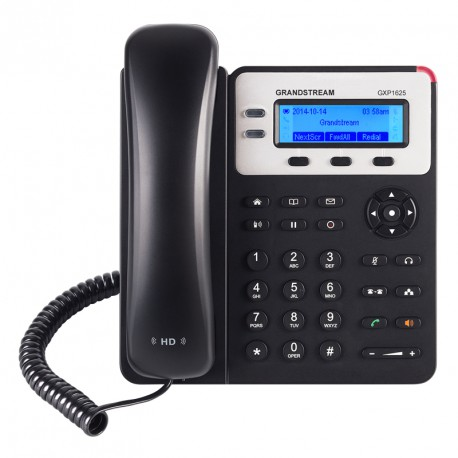 GRANDSTREAM GXP1625
2014-10-14 03:58am
Grandstream
NextScr FwdAll Redial
1 2 ABC 3 DEF
4 GHI 5 JKL 6 MNO
7 PQRS 8 TUV 9 WXYZ
* 0 OPER #
HD